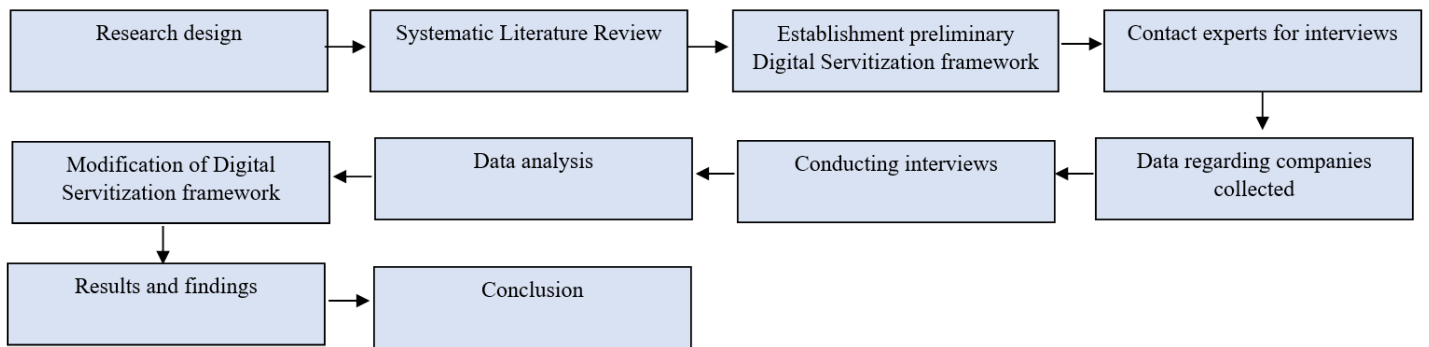 Research design
Systematic Literature Review
Establishment preliminary
Digital Servitization framework
Contact experts for interviews
Data regarding companies
collected
Conducting interviews
Data analysis
Modification of Digital
Servitization framework
Results and findings
Conclusion